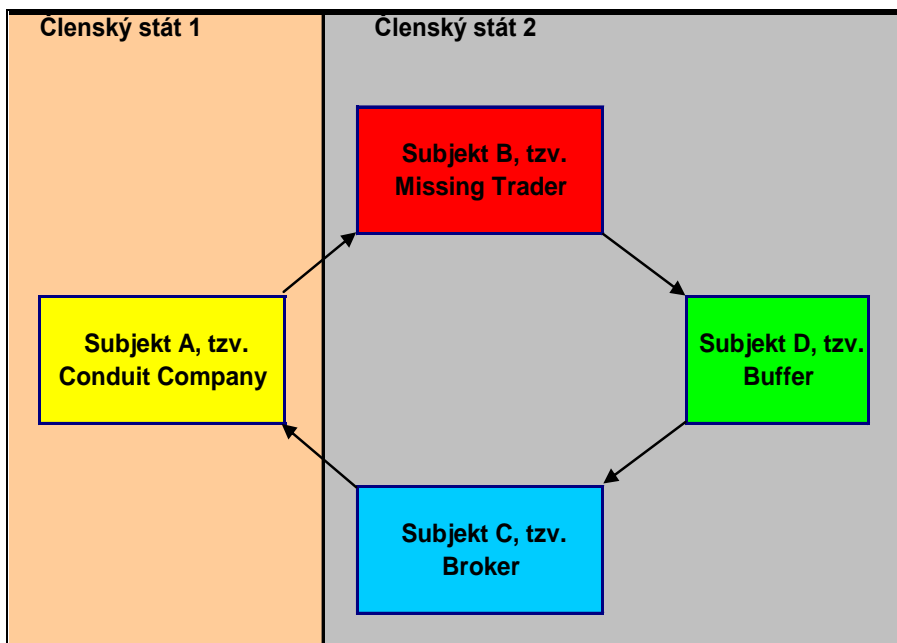 Členský stát 1
Členský stát 2
Subjekt B, tzv.
Missing Trader
Subjekt A, tzv.
Conduit Company
Subjekt D, tzv.
Buffer
Subjekt C, tzv.
Broker